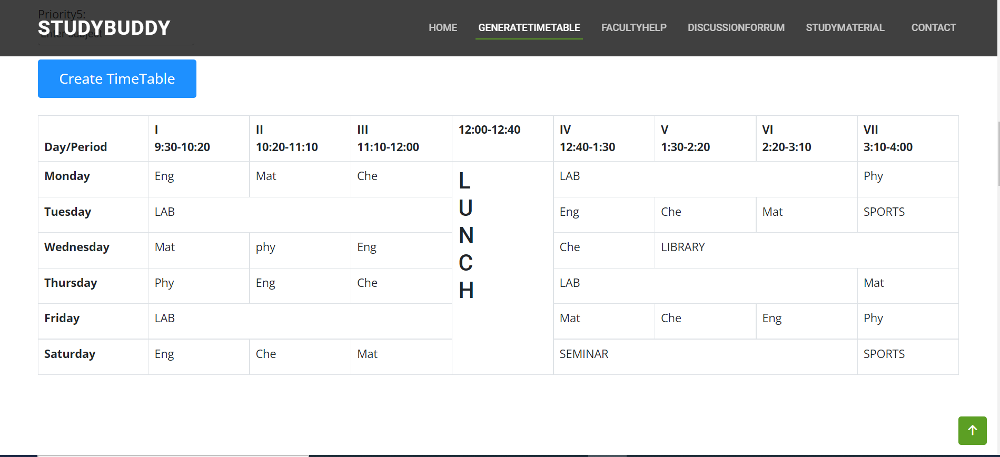 Priority5:
Enter subject
STUDYBUDDY
HOME GENERATETIMETABLE FACULTYHELP DISCUSSIONFORRUM STUDYMATERIAL CONTACT
Create TimeTable
I II III 12:00-12:40 IV V VI VII
Day/Period 9:30-10:20 10:20-11:10 11:10-12:00 12:40-1:30 1:30-2:20 2:20-3:10 3:10-4:00
Monday Eng Mat Che LAB Phy
Tuesday LAB Eng Che Mat SPORTS
Wednesday Mat phy Eng Che LIBRARY
Thursday Phy Eng Che LAB Mat
Friday LAB Mat Che Eng Phy
Saturday Eng Che Mat SEMINAR SPORTS
L
U
N
C
H